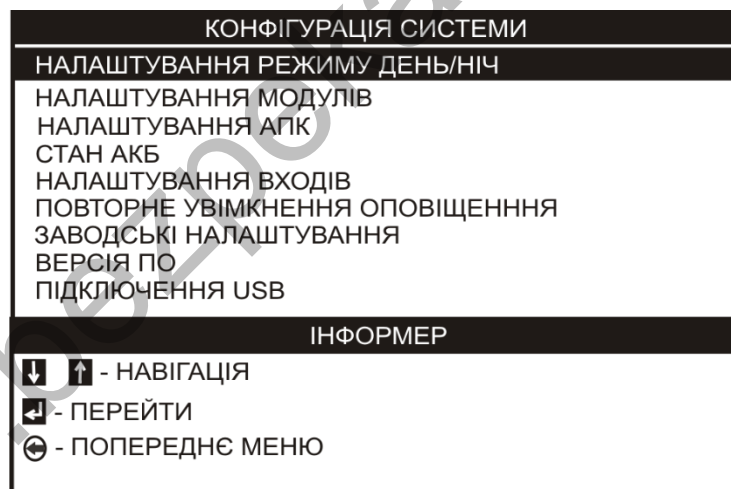 КОНФІГУРАЦІЯ СИСТЕМИ
НАЛАШТУВАННЯ РЕЖИМУ ДЕНЬ/НІЧ
НАЛАШТУВАННЯ МОДУЛІВ
НАЛАШТУВАННЯ АПК
СТАН АКБ
НАЛАШТУВАННЯ ВХОДІВ
ПОВТОРНЕ УВІМКНЕННЯ ОПОВІЩЕНННЯ
ЗАВОДСЬКІ НАЛАШТУВАННЯ
ВЕРСІЯ ПО
ПІДКЛЮЧЕННЯ USB
ІНФОРМЕР
↓ ↑ - НАВІГАЦІЯ
↵ - ПЕРЕЙТИ
← - ПОПЕРЕДНЄ МЕНЮ